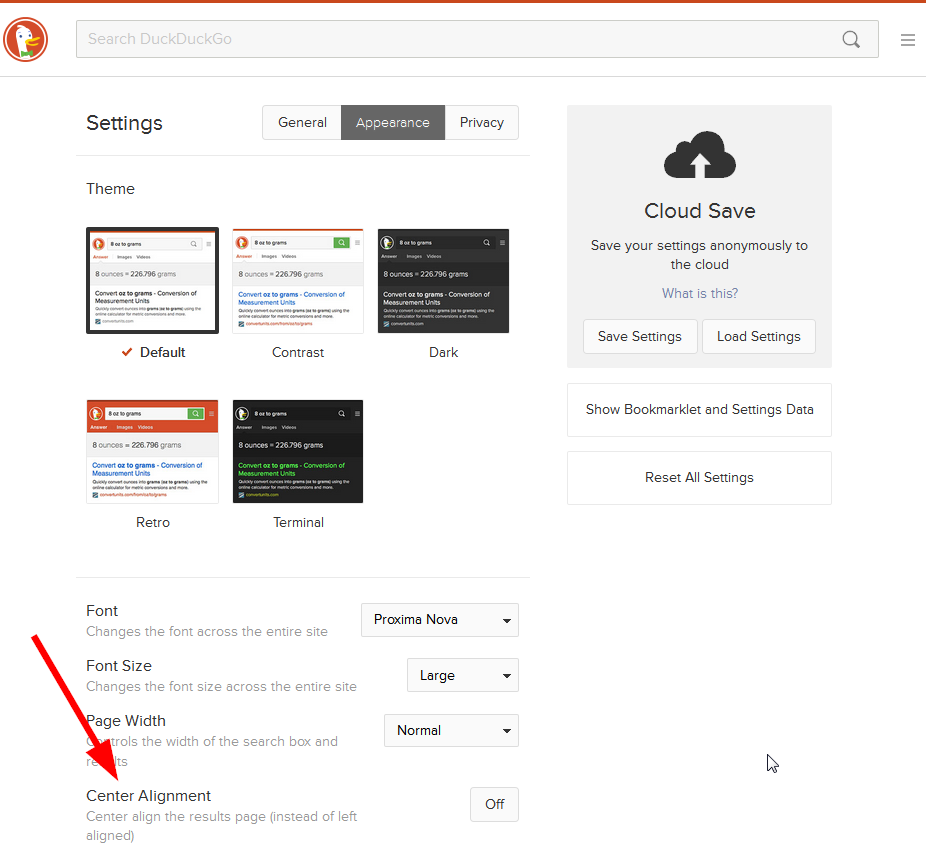 Search DuckDuckGo
Settings
General
Appearance
Privacy
Theme
8 oz to grams
Answer Images Videos
8 ounces = 226.796 grams
Convert oz to grams - Conversion of
Measurement Units
Quickly convert ounces into grams (oz to grams) using the
online calculator for metric conversions and more.
convertunits.com
Default
8 oz to grams
Answer Images Videos
8 ounces = 226.796 grams
Convert oz to grams - Conversion of
Measurement Units
Quickly convert ounces into grams (oz to grams) using the
online calculator for metric conversions and more.
convertunits.com/from/oz/to/grams
Contrast
8 oz to grams
Answer Images Videos
8 ounces = 226.796 grams
Convert oz to grams - Conversion of
Measurement Units
Quickly convert ounces into grams (oz to grams) using the
online calculator for metric conversions and more.
convertunits.com
Dark
8 oz to grams
Answer Images Videos
8 ounces = 226.796 grams
Convert oz to grams - Conversion of
Measurement Units
Quickly convert ounces into grams (oz to grams) using the
online calculator for metric conversions and more.
convertunits.com/from/oz/to/grams
Retro
8 oz to grams
Answer Images Videos
8 ounces = 226.796 grams
Convert oz to grams - Conversion of
Measurement Units
Quickly convert ounces into grams (oz to grams) using the
online calculator for metric conversions and more.
convertunits.com
Terminal
Font
Changes the font across the entire site
Proxima Nova
Font Size
Changes the font size across the entire site
Large
Page Width
Controls the width of the search box and
results
Normal
Center Alignment
Center align the results page (instead of left
aligned)
Off
Cloud Save
Save your settings anonymously to
the cloud
What is this?
Save Settings
Load Settings
Show Bookmarklet and Settings Data
Reset All Settings